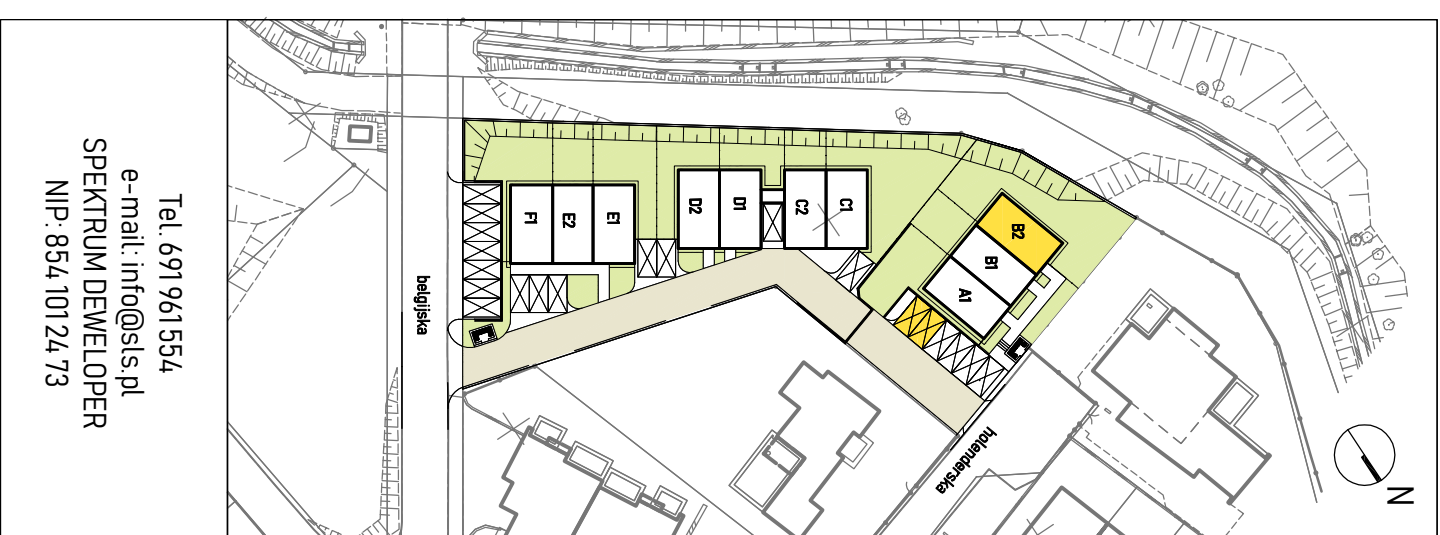 Tel. 691 961 554
e-mail: info@sls.pl
SPEKTRUM DEWELOPER
NIP: 854 101 24 73
belgijska
F1
E2
E1
D2
D1
C2
C1
B2
B1
A1
holenderska
N